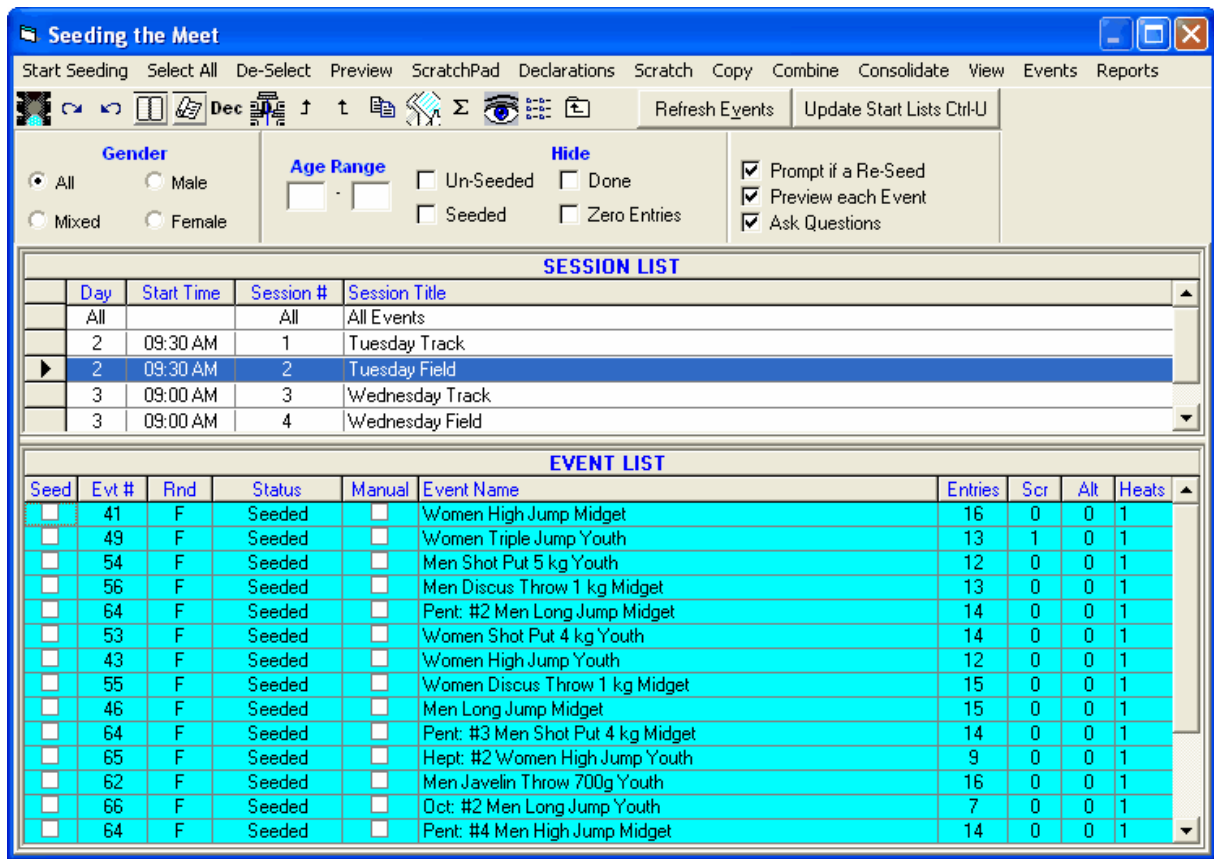 Seeding the Meet
Start Seeding Select All De-Select Preview ScratchPad Declarations Scratch Copy Combine Consolidate View Events Reports
Dec Σ Refresh Events Update Start Lists Ctrl-U
Gender
All Male
Mixed Female
Age Range
-
Hide
Un-Seeded Done
Seeded Zero Entries
Prompt if a Re-Seed
Preview each Event
Ask Questions
SESSION LIST
Day Start Time Session # Session Title
All All All Events
2 09:30 AM 1 Tuesday Track
2 09:30 AM 2 Tuesday Field
3 09:00 AM 3 Wednesday Track
3 09:00 AM 4 Wednesday Field
EVENT LIST
Seed Evt # Rnd Status Manual Event Name Entries Scr Alt Heats
41 F Seeded Women High Jump Midget 16 0 0 1
49 F Seeded Women Triple Jump Youth 13 1 0 1
54 F Seeded Men Shot Put 5 kg Youth 12 0 0 1
56 F Seeded Men Discus Throw 1 kg Midget 13 0 0 1
64 F Seeded Pent: #2 Men Long Jump Midget 14 0 0 1
53 F Seeded Women Shot Put 4 kg Youth 14 0 0 1
43 F Seeded Women High Jump Youth 12 0 0 1
55 F Seeded Women Discus Throw 1 kg Midget 15 0 0 1
46 F Seeded Men Long Jump Midget 15 0 0 1
64 F Seeded Pent: #3 Men Shot Put 4 kg Midget 14 0 0 1
65 F Seeded Hept: #2 Women High Jump Youth 9 0 0 1
62 F Seeded Men Javelin Throw 700g Youth 16 0 0 1
66 F Seeded Oct: #2 Men Long Jump Youth 7 0 0 1
64 F Seeded Pent: #4 Men High Jump Midget 14 0 0 1